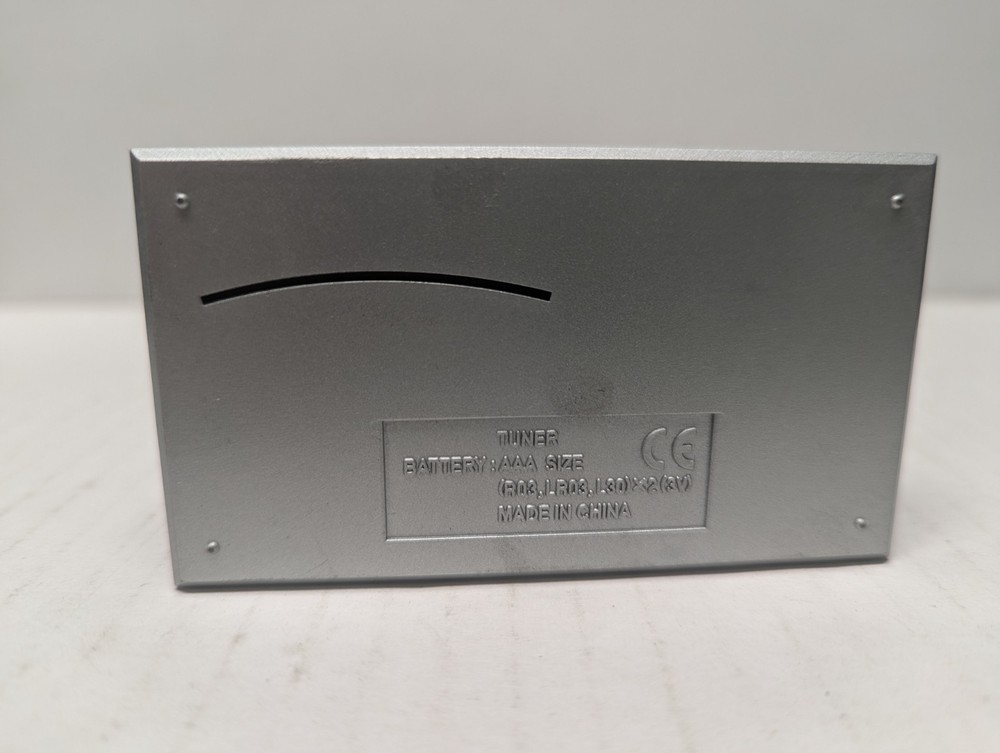 TUNER
CE
BATTERY: AAA SIZE
(R03, LR03, L30)×2(3V)
MADE IN CHINA